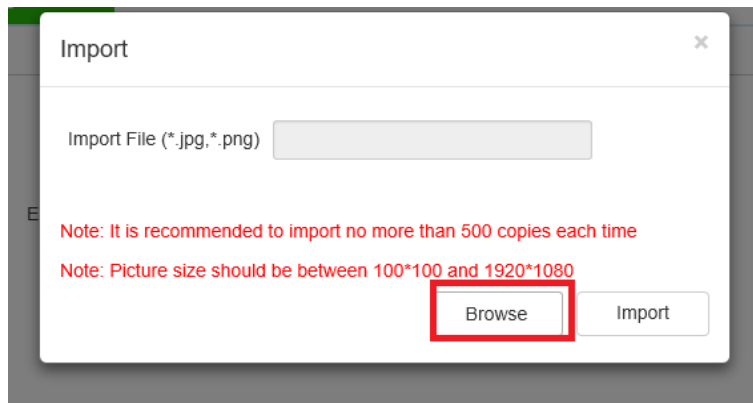 Import
×
Import File (*.jpg,*.png)
E
Note: It is recommended to import no more than 500 copies each time
Note: Picture size should be between 100*100 and 1920*1080
Browse Import